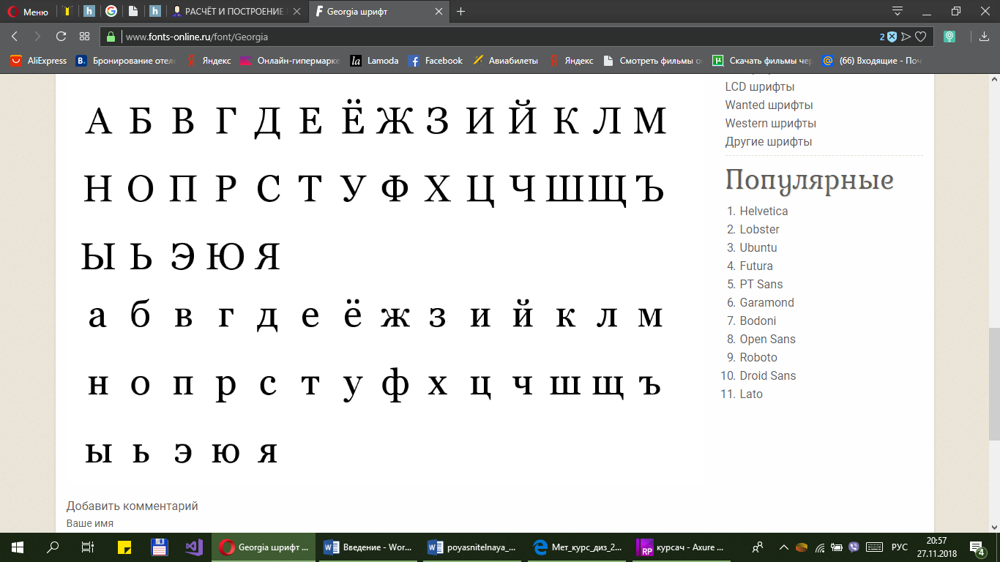 Меню
РАСЧЁТ И ПОСТРОЕНИЕ
Georgia шрифт
www.fonts-online.ru/font/Georgia
2
AliExpress
Бронирование отеле
Яндекс
Онлайн-гипермарке
Lamoda
Facebook
Авиабилеты
Яндекс
Смотреть фильмы о
Скачать фильмы чер
(66) Входящие - Поч
А Б В Г Д Е Ё Ж З И Й К Л М
Н О П Р С Т У Ф Х Ц Ч Ш Щ Ъ
Ы Ь Э Ю Я
а б в г д е ё ж з и й к л м
н о п р с т у ф х ц ч ш щ ъ
ы ь э ю я
Добавить комментарий
Ваше имя
LCD шрифты
Wanted шрифты
Western шрифты
Другие шрифты
Популярные
1. Helvetica
2. Lobster
3. Ubuntu
4. Futura
5. PT Sans
6. Garamond
7. Bodoni
8. Open Sans
9. Roboto
10. Droid Sans
11. Lato
Georgia шрифт ...
Введение - Wor...
poyasnitelnaya_...
Мет_курс_диз_2...
курсач - Axure ...
РУС
20:57
27.11.2018
4